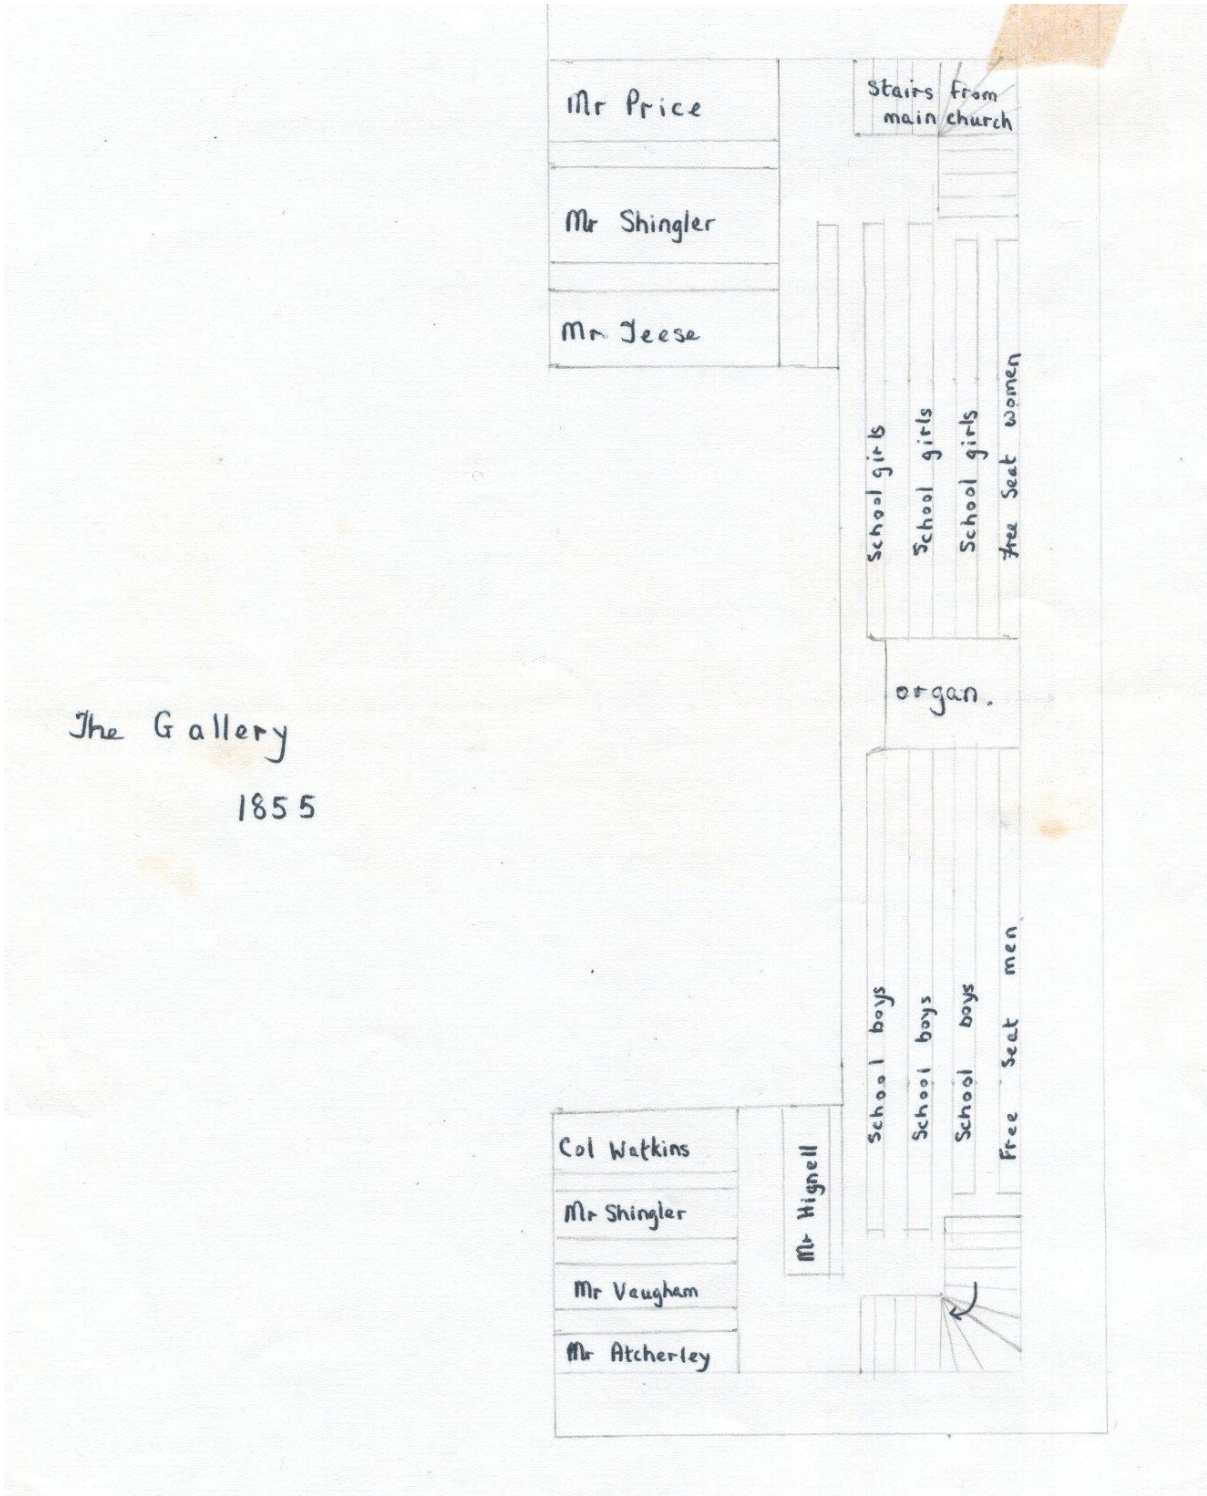 Mr Price
Stairs from
main church
Mr Shingler
Mr Jeese
School girls
School girls
School girls
free Seat women
organ.
The Gallery
1855
School boys
School boys
School boys
Free Seat men
Col Watkins
Mr Shingler
Mr Vaugham
Mr Atcherley
Mr Hignell